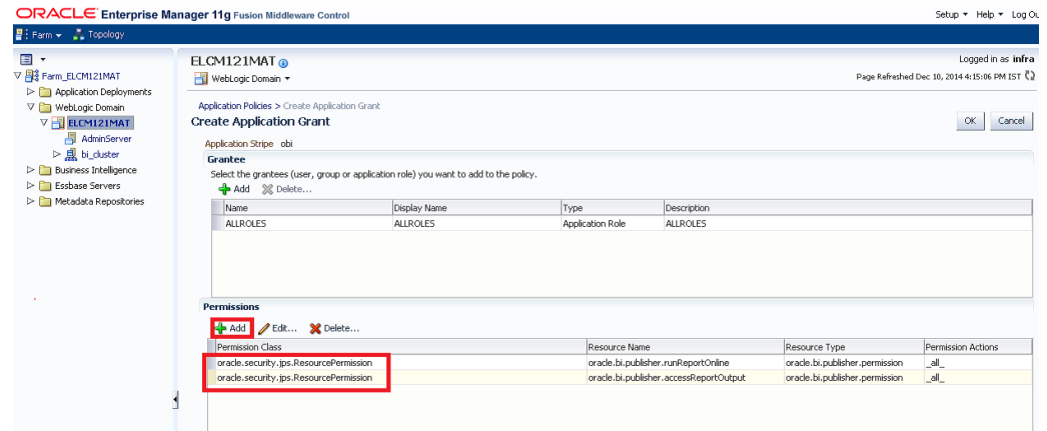 ORACLE Enterprise Manager 11g Fusion Middleware Control
Setup Help Log Ou
Farm Topology
ELCM121MAT
Logged in as infra
WebLogic Domain
Page Refreshed Dec 10, 2014 4:15:06 PM IST
Farm_ELCM121MAT
Application Deployments
WebLogic Domain
ELCM121MAT
AdminServer
bi_cluster
Business Intelligence
Essbase Servers
Metadata Repositories
Application Policies > Create Application Grant
Create Application Grant
OK Cancel
Application Stripe obi
Grantee
Select the grantees (user, group or application role) you want to add to the policy.
Add Delete...
Name Display Name Type Description
ALLROLES ALLROLES Application Role ALLROLES
Permissions
Add Edit... Delete...
Permission Class Resource Name Resource Type Permission Actions
oracle.security.jps.ResourcePermission oracle.bi.publisher.runReportOnline oracle.bi.publisher.permission _all_
oracle.security.jps.ResourcePermission oracle.bi.publisher.accessReportOutput oracle.bi.publisher.permission _all_